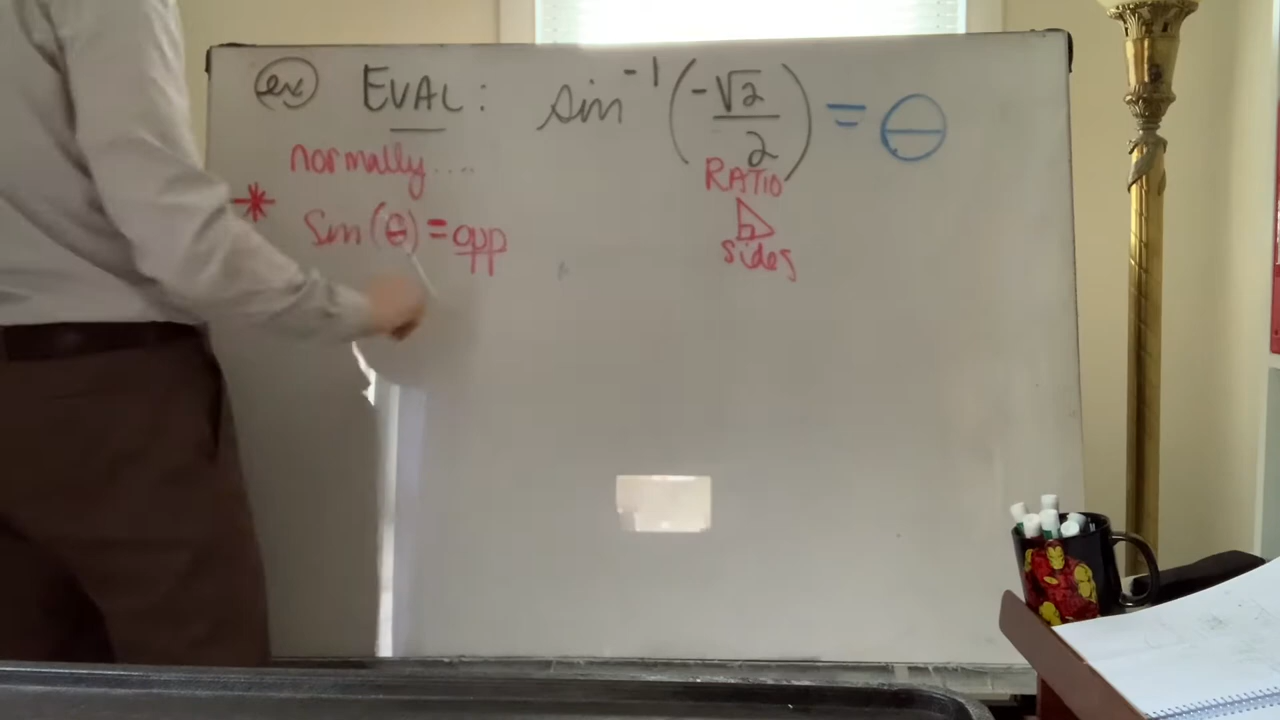 ex EVAL: sin⁻¹(-√2/2) = θ
normally....
RATIO
* sin(θ) = opp
sides